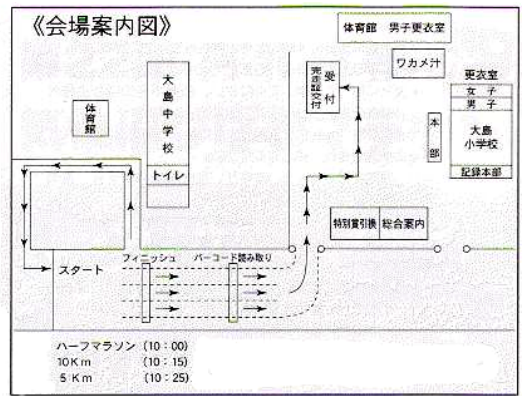 《会場案内図》
体育館 男子更衣室
ワカメ汁
受付
完走証交付
更衣室
女子
男子
大島小学校
記録本部
本部
大島中学校
トイレ
体育館
特別賞引換
総合案内
スタート
フィニッシュ
バーコード読み取り
ハーフマラソン (10:00)
10Km (10:15)
5Km (10:25)